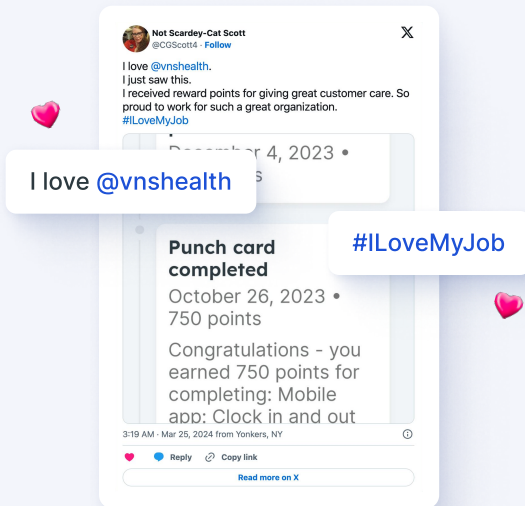 Not Scardey-Cat Scott
@CGScott4 · Follow
I love @vnshealth.
I just saw this.
I received reward points for giving great customer care. So
proud to work for such a great organization.
#ILoveMyJob
4, 2023 •
I love @vnshealth
#ILoveMyJob
Punch card
completed
October 26, 2023 •
750 points
Congratulations - you
earned 750 points for
completing: Mobile
app: Clock in and out
3:19 AM · Mar 25, 2024 from Yonkers, NY
Reply Copy link
Read more on X